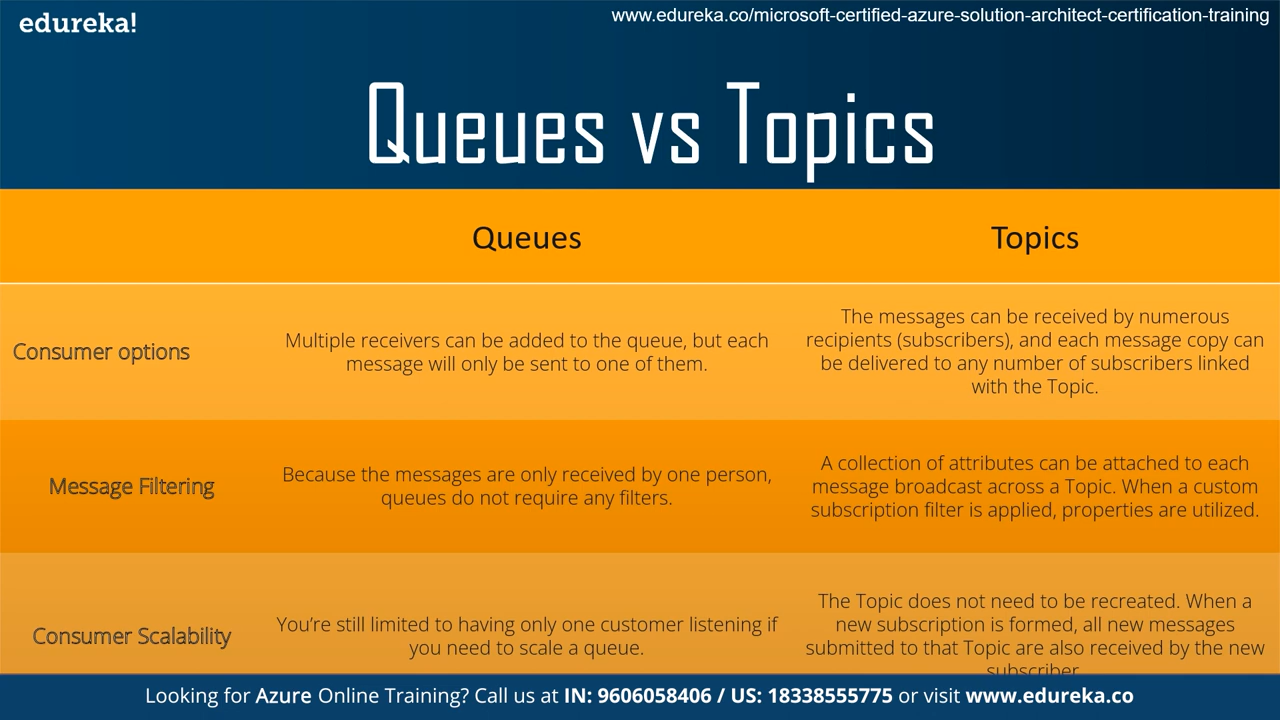 edureka!
www.edureka.co/microsoft-certified-azure-solution-architect-certification-training
Queues vs Topics
Queues
Topics
Consumer options
Multiple receivers can be added to the queue, but each
message will only be sent to one of them.
The messages can be received by numerous
recipients (subscribers), and each message copy can
be delivered to any number of subscribers linked
with the Topic.
Message Filtering
Because the messages are only received by one person,
queues do not require any filters.
A collection of attributes can be attached to each
message broadcast across a Topic. When a custom
subscription filter is applied, properties are utilized.
Consumer Scalability
You’re still limited to having only one customer listening if
you need to scale a queue.
The Topic does not need to be recreated. When a
new subscription is formed, all new messages
submitted to that Topic are also received by the new
subscriber
Looking for Azure Online Training? Call us at IN: 9606058406 / US: 18338555775 or visit www.edureka.co